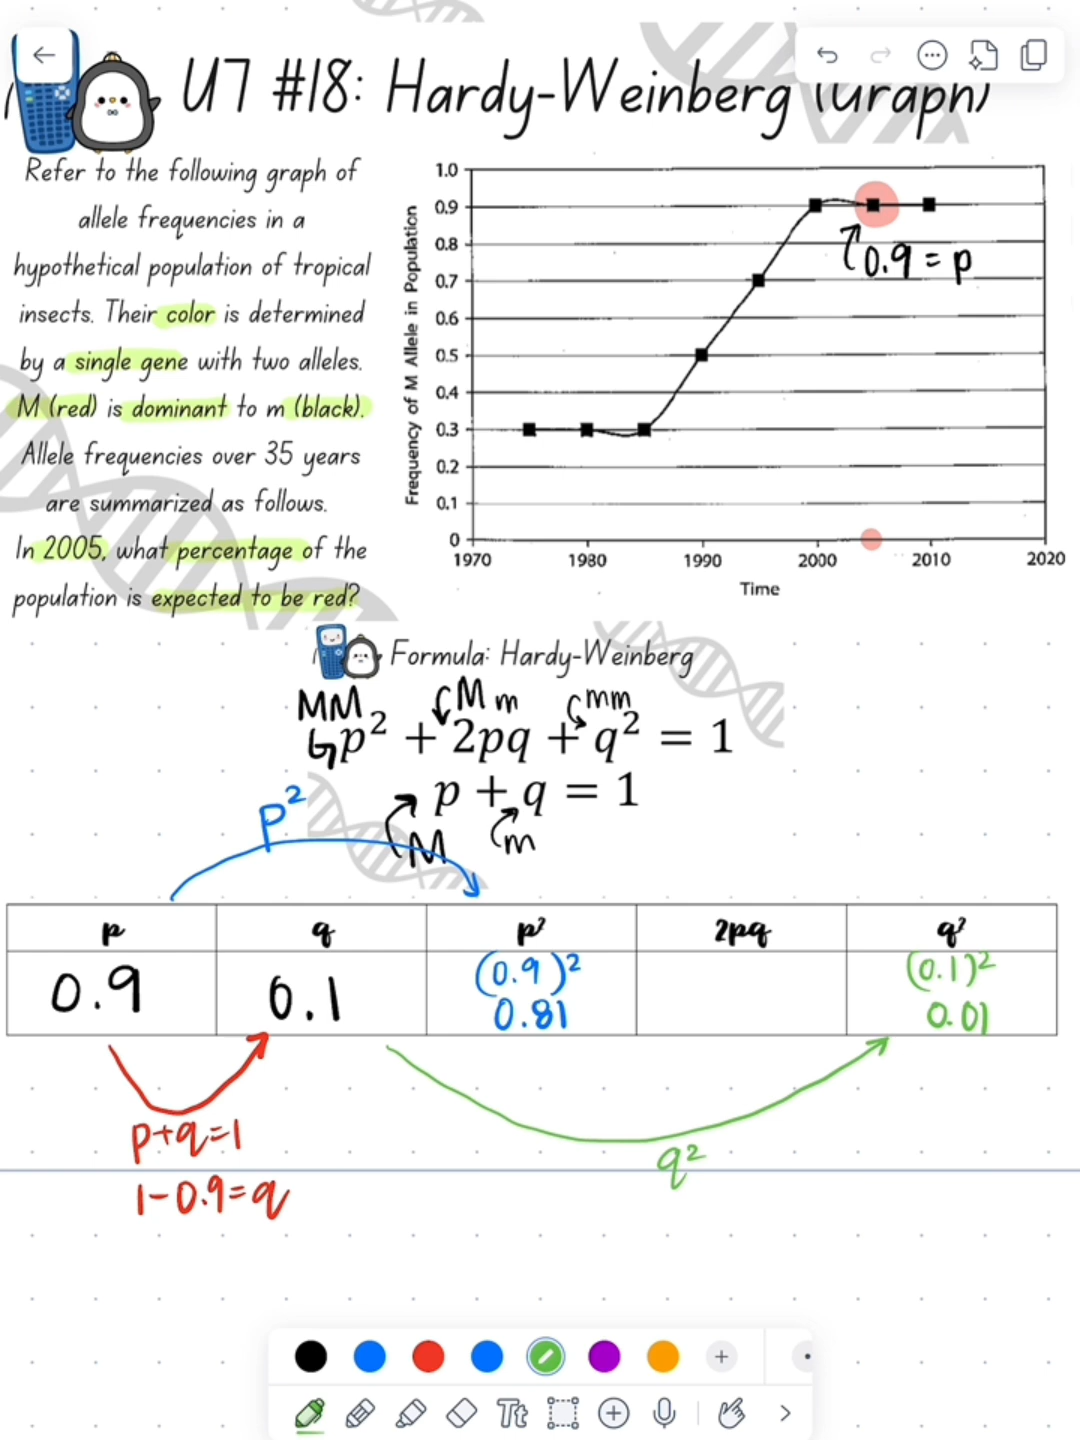 U7 #18: Hardy-Weinberg (Graph)
Refer to the following graph of
allele frequencies in a
hypothetical population of tropical
insects. Their color is determined
by a single gene with two alleles.
M (red) is dominant to m (black).
Allele frequencies over 35 years
are summarized as follows.
In 2005, what percentage of the
population is expected to be red?
Frequency of M Allele in Population
1.0
0.9
0.8
0.7
0.6
0.5
0.4
0.3
0.2
0.1
0
0.9 = p
1970 1980 1990 2000 2010 2020
Time
Formula: Hardy-Weinberg
MM Mm mm
p² + 2pq + q² = 1
p + q = 1
M m
p²
p q p² 2pq q²
0.9 0.1 (0.9)² (0.1)²
0.81 0.01
p+q=1
1-0.9=q
q²
Tt